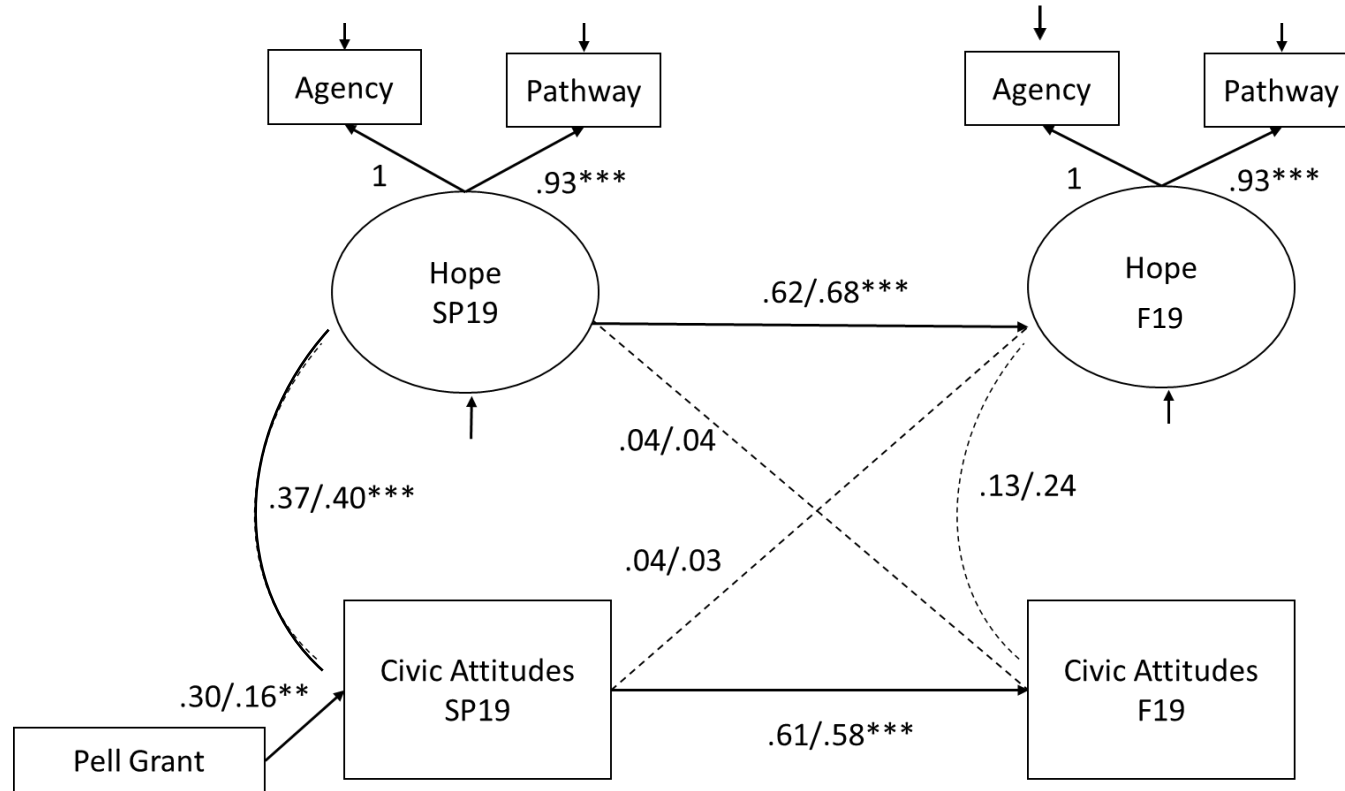 Agency
Pathway
Agency
Pathway
1
.93***
1
.93***
Hope
SP19
Hope
F19
.62/.68***
.04/.04
.37/.40***
.13/.24
.04/.03
Civic Attitudes
SP19
Civic Attitudes
F19
.30/.16**
.61/.58***
Pell Grant